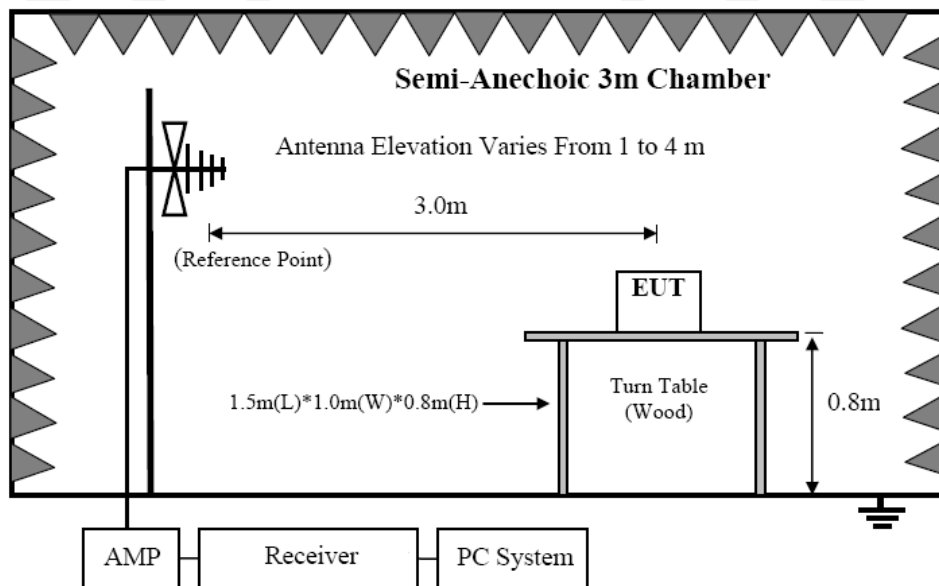 Semi-Anechoic 3m Chamber
Antenna Elevation Varies From 1 to 4 m
3.0m
(Reference Point)
EUT
1.5m(L)*1.0m(W)*0.8m(H)
Turn Table
(Wood)
0.8m
AMP
Receiver
PC System